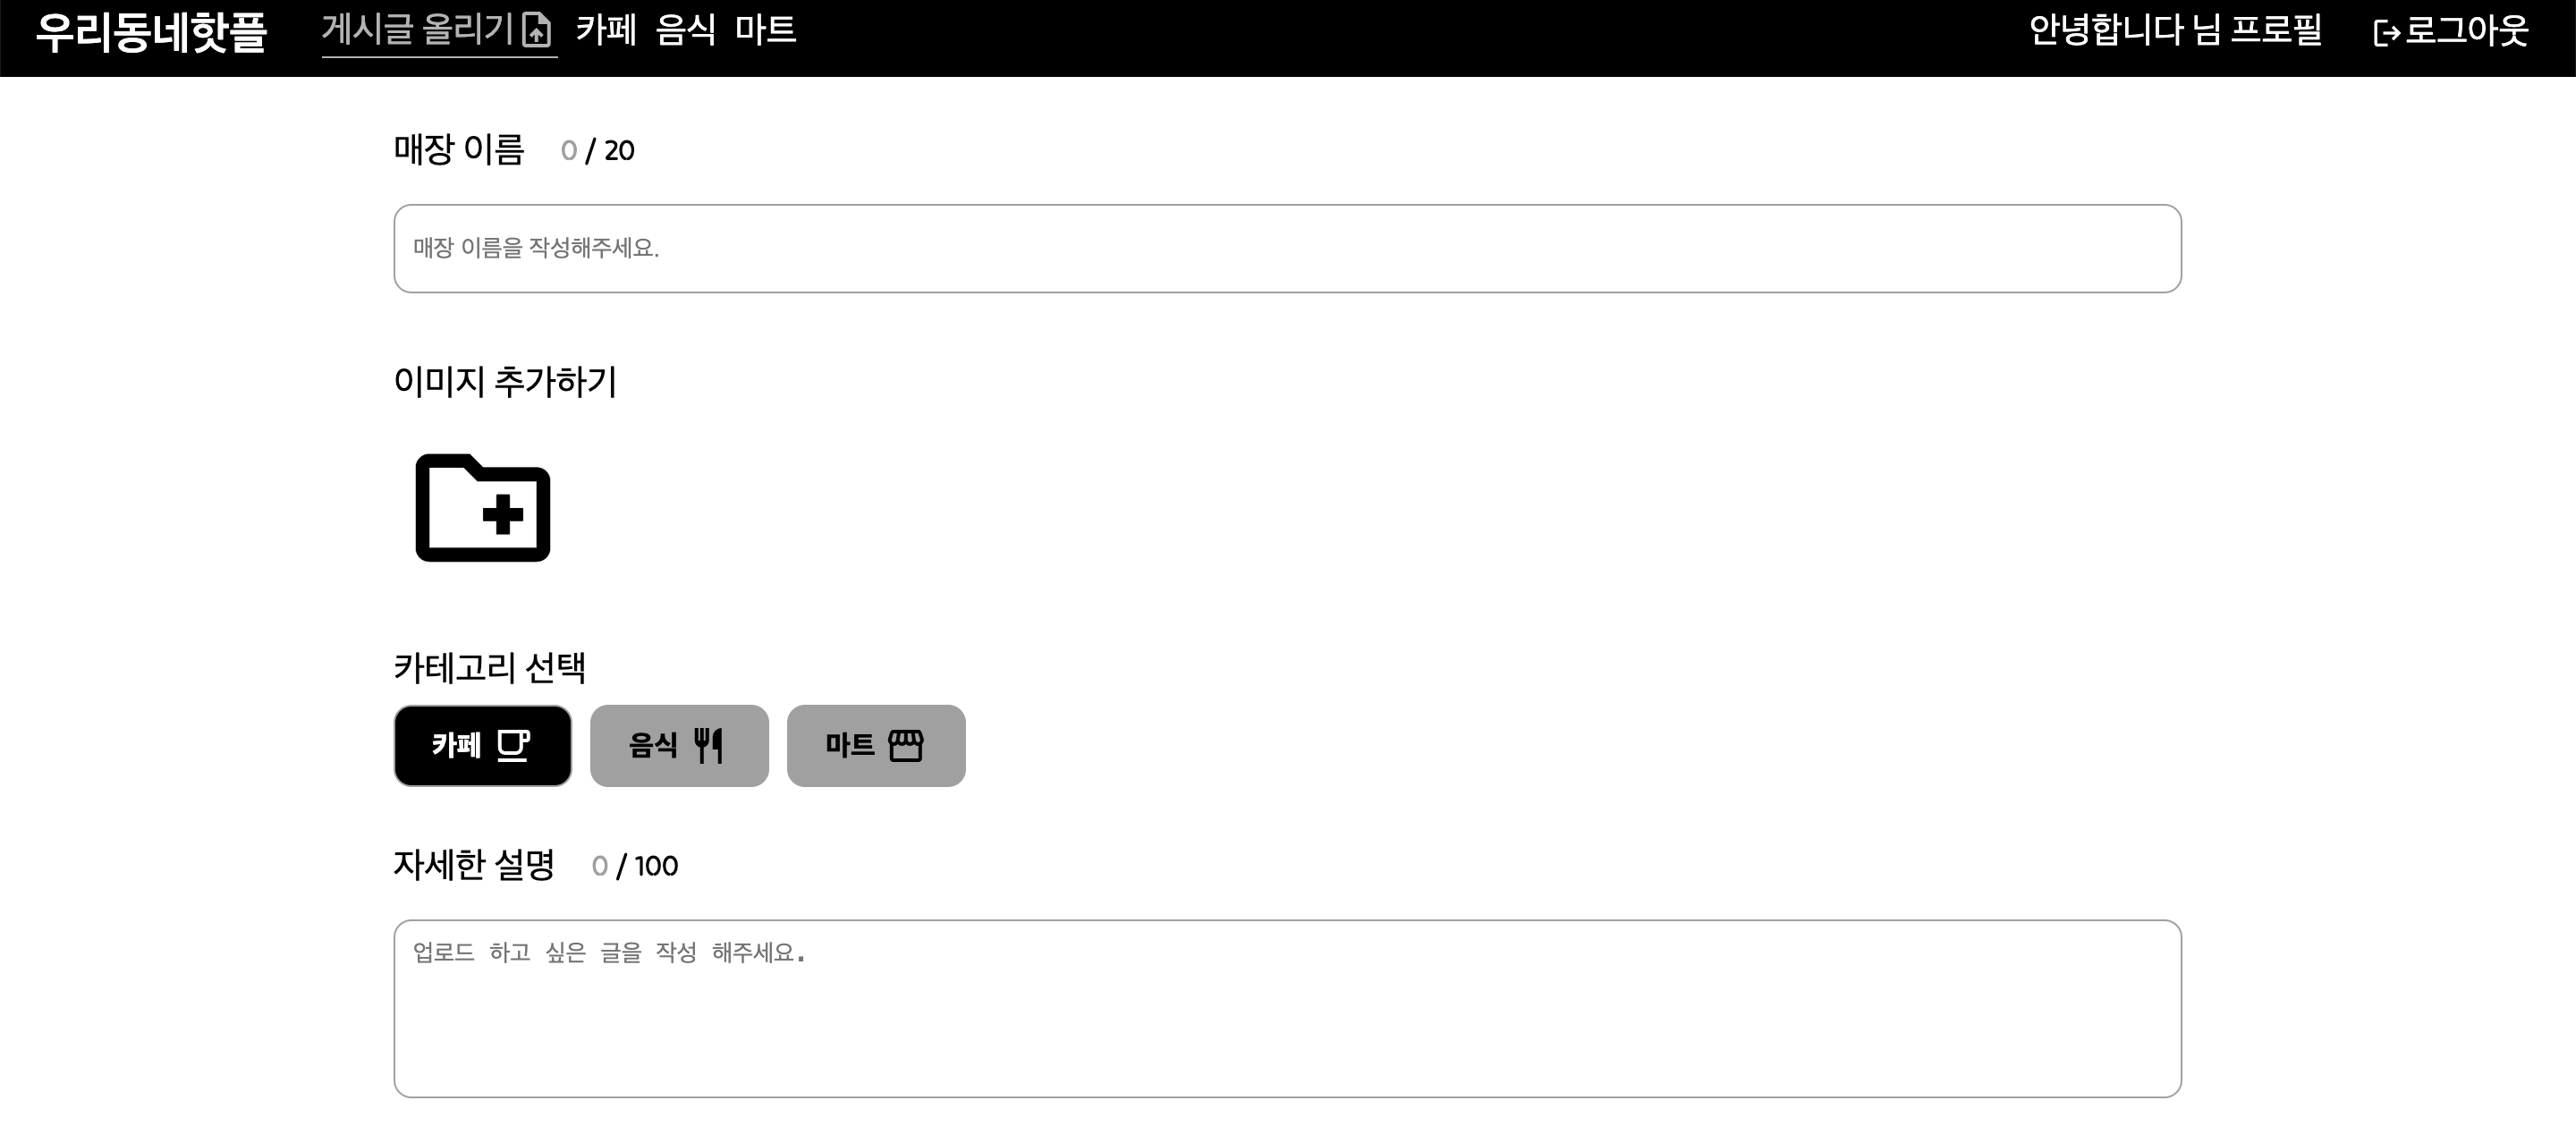 우리동네핫플 게시글 올리기 카페 음식 마트 안녕합니다 님 프로필 로그아웃
매장 이름 0 / 20
매장 이름을 작성해주세요.
이미지 추가하기
카테고리 선택
카페 음식 마트
자세한 설명 0 / 100
업로드 하고 싶은 글을 작성 해주세요.